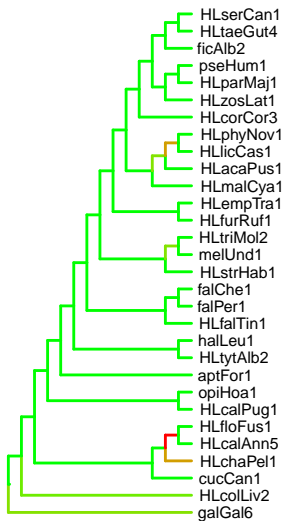 HLserCan1
HLtaeGut4
ficAlb2
pseHum1
HLparMaj1
HLzosLat1
HLcorCor3
HLphyNov1
HLlicCas1
HLacaPus1
HLmalCya1
HLempTra1
HLfurRuf1
HLtriMol2
melUnd1
HLstrHab1
falChe1
falPer1
HLfalTin1
halLeu1
HLtytAlb2
aptFor1
opiHoa1
HLcalPug1
HLfloFus1
HLcalAnn5
HLchaPel1
cucCan1
HLcolLiv2
galGal6